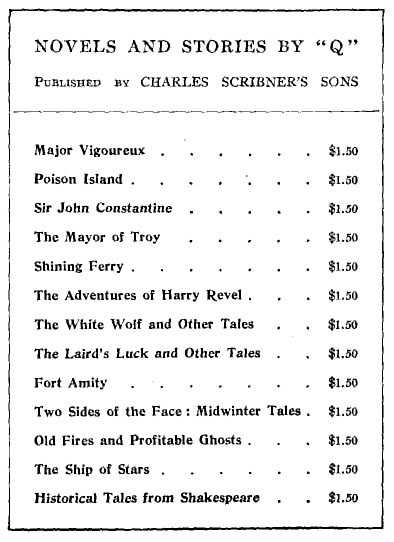 NOVELS AND STORIES BY "Q"
PUBLISHED BY CHARLES SCRIBNER'S SONS
Major Vigoureux . . . . . . $1.50
Poison Island . . . . . . . $1.50
Sir John Constantine . . . . . $1.50
The Mayor of Troy . . . . . $1.50
Shining Ferry . . . . . . . $1.50
The Adventures of Harry Revel . . . $1.50
The White Wolf and Other Tales . . $1.50
The Laird's Luck and Other Tales . . $1.50
Fort Amity . . . . . . . $1.50
Two Sides of the Face: Midwinter Tales . $1.50
Old Fires and Profitable Ghosts . . . $1.50
The Ship of Stars . . . . . . $1.50
Historical Tales from Shakespeare . . $1.50